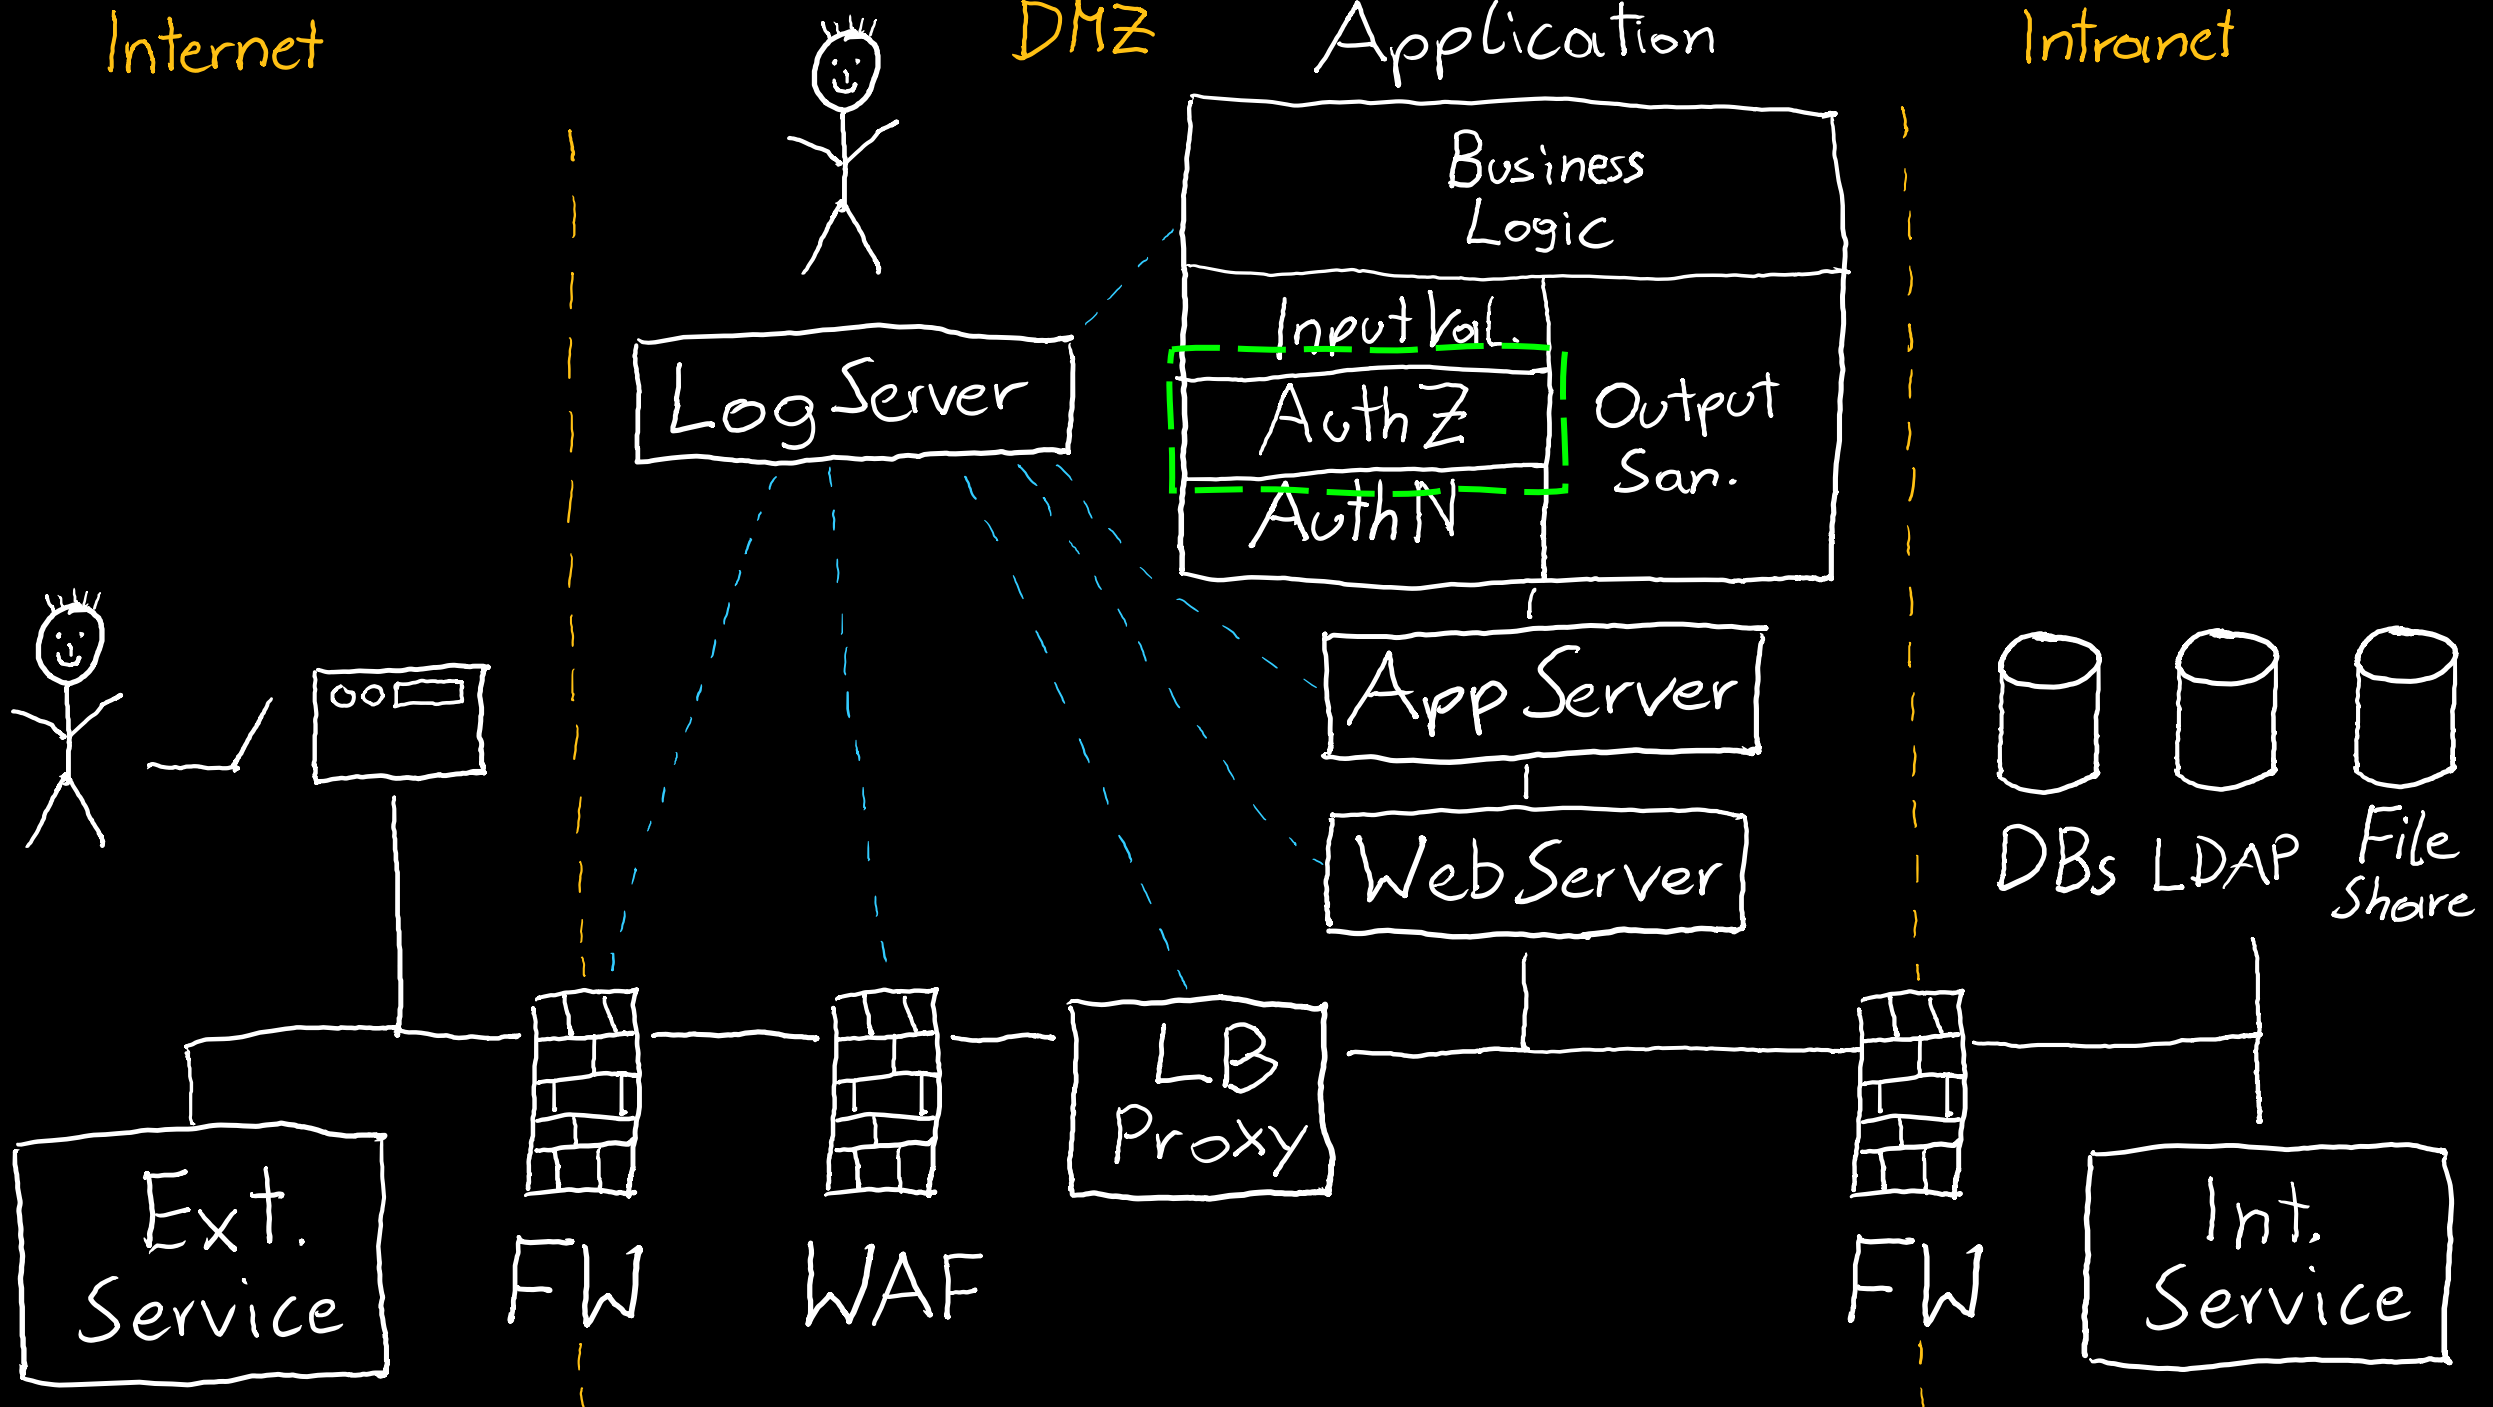 Internet
DMZ
Application
Intranet
Business
Logic
Input Val.
AuthZ
AuthN
Output
San.
Log Server
App Server
Web Server
DBs
LDAP
File
Share
LB
Proxy
Ext.
Service
FW
WAF
FW
Int.
Service